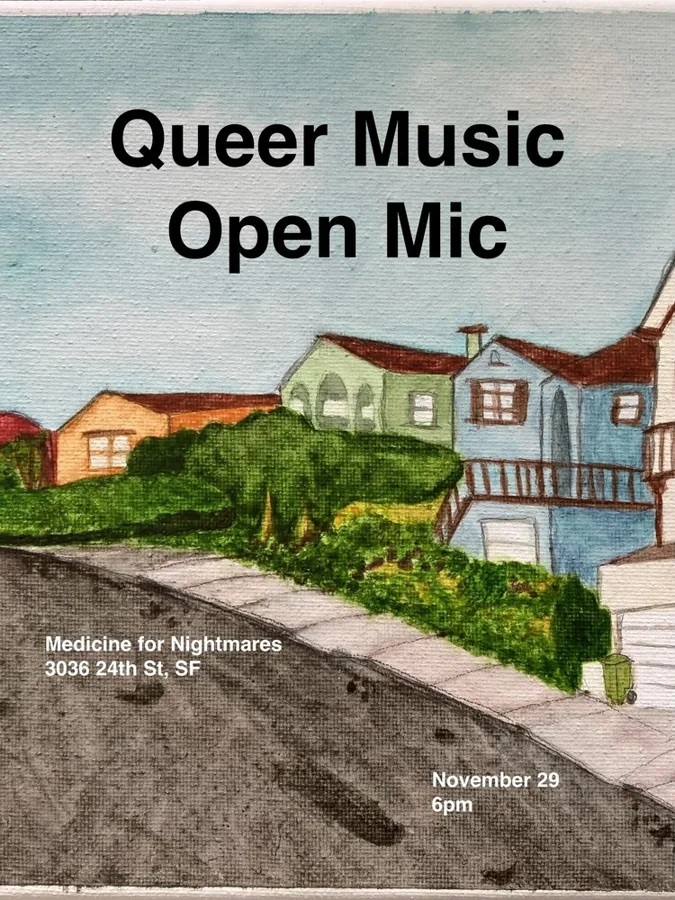 Queer Music
Open Mic
Medicine for Nightmares
3036 24th St, SF
November 29
6pm